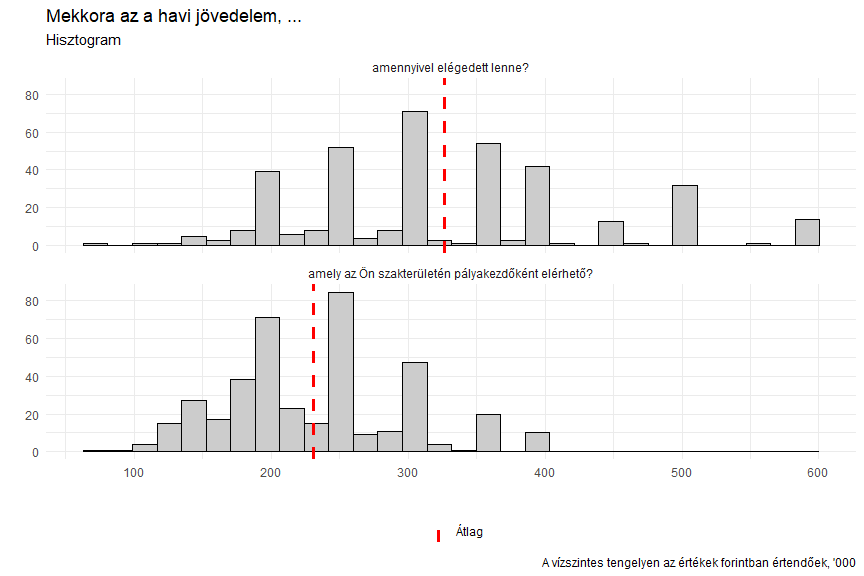 Mekkora az a havi jövedelem, ...
Hisztogram
amennyivel elégedett lenne?
80
60
40
20
0
amely az Ön szakterületén pályakezdőként elérhető?
80
60
40
20
0
100 200 300 400 500 600
Átlag
A vízszintes tengelyen az értékek forintban értendőek, '000